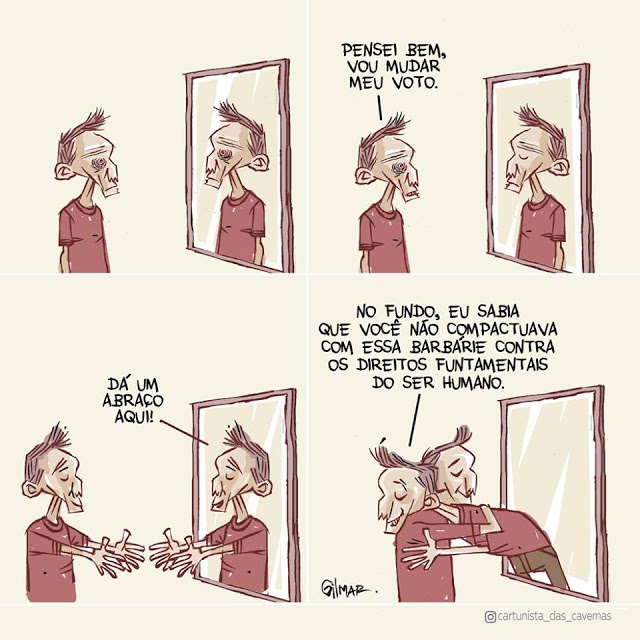 PENSEI BEM,
VOU MUDAR
MEU VOTO.
DÁ UM
ABRAÇO
AQUI!
NO FUNDO, EU SABIA
QUE VOCÊ NÃO COMPACTUAVA
COM ESSA BARBÁRIE CONTRA
OS DIREITOS FUNTAMENTAIS
DO SER HUMANO.
GILMAR.
cartunista_das_cavernas